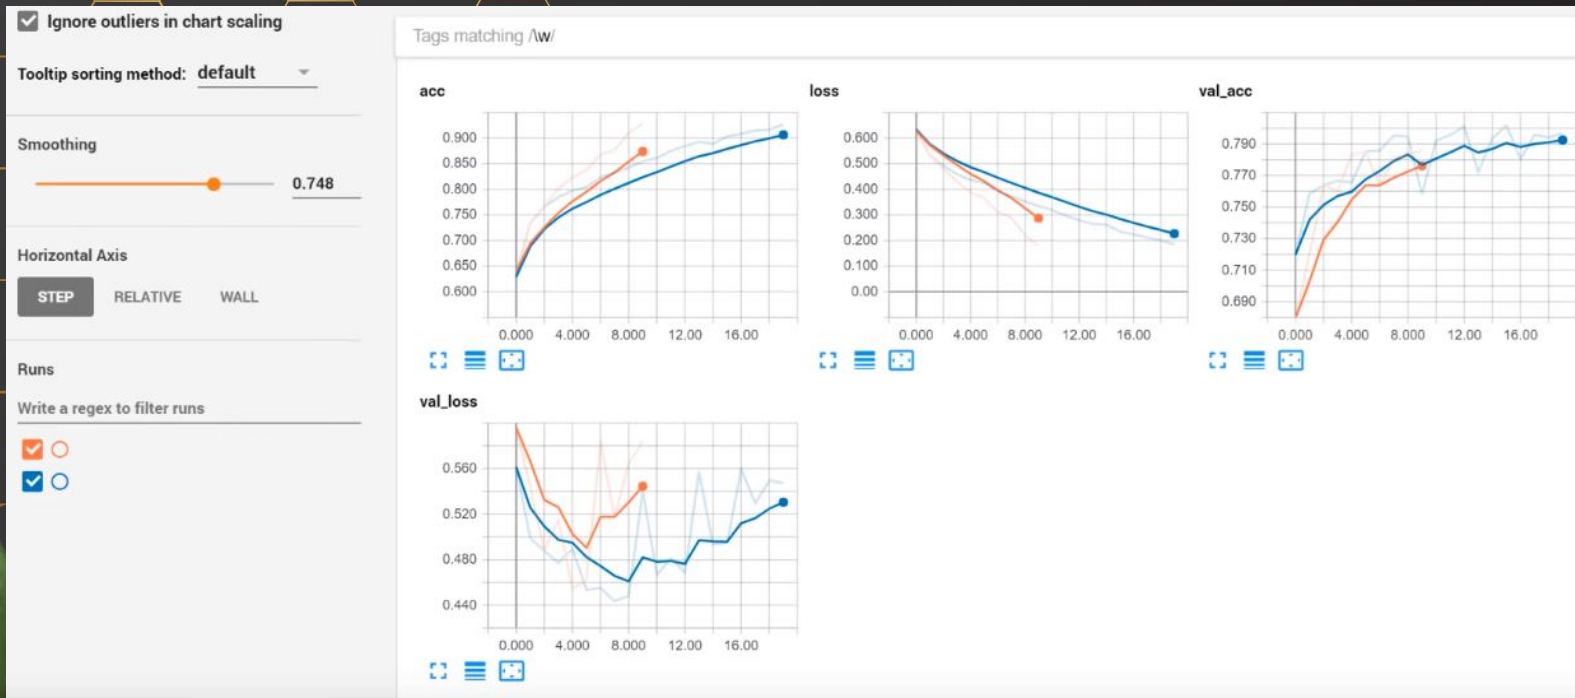 Ignore outliers in chart scaling
Tooltip sorting method: default
Smoothing
0.748
Horizontal Axis
STEP RELATIVE WALL
Runs
Write a regex to filter runs
Tags matching /\w/
acc
0.900
0.850
0.800
0.750
0.700
0.650
0.600
0.000 4.000 8.000 12.00 16.00
loss
0.600
0.500
0.400
0.300
0.200
0.100
0.00
0.000 4.000 8.000 12.00 16.00
val_acc
0.790
0.770
0.750
0.730
0.710
0.690
0.000 4.000 8.000 12.00 16.00
val_loss
0.560
0.520
0.480
0.440
0.000 4.000 8.000 12.00 16.00